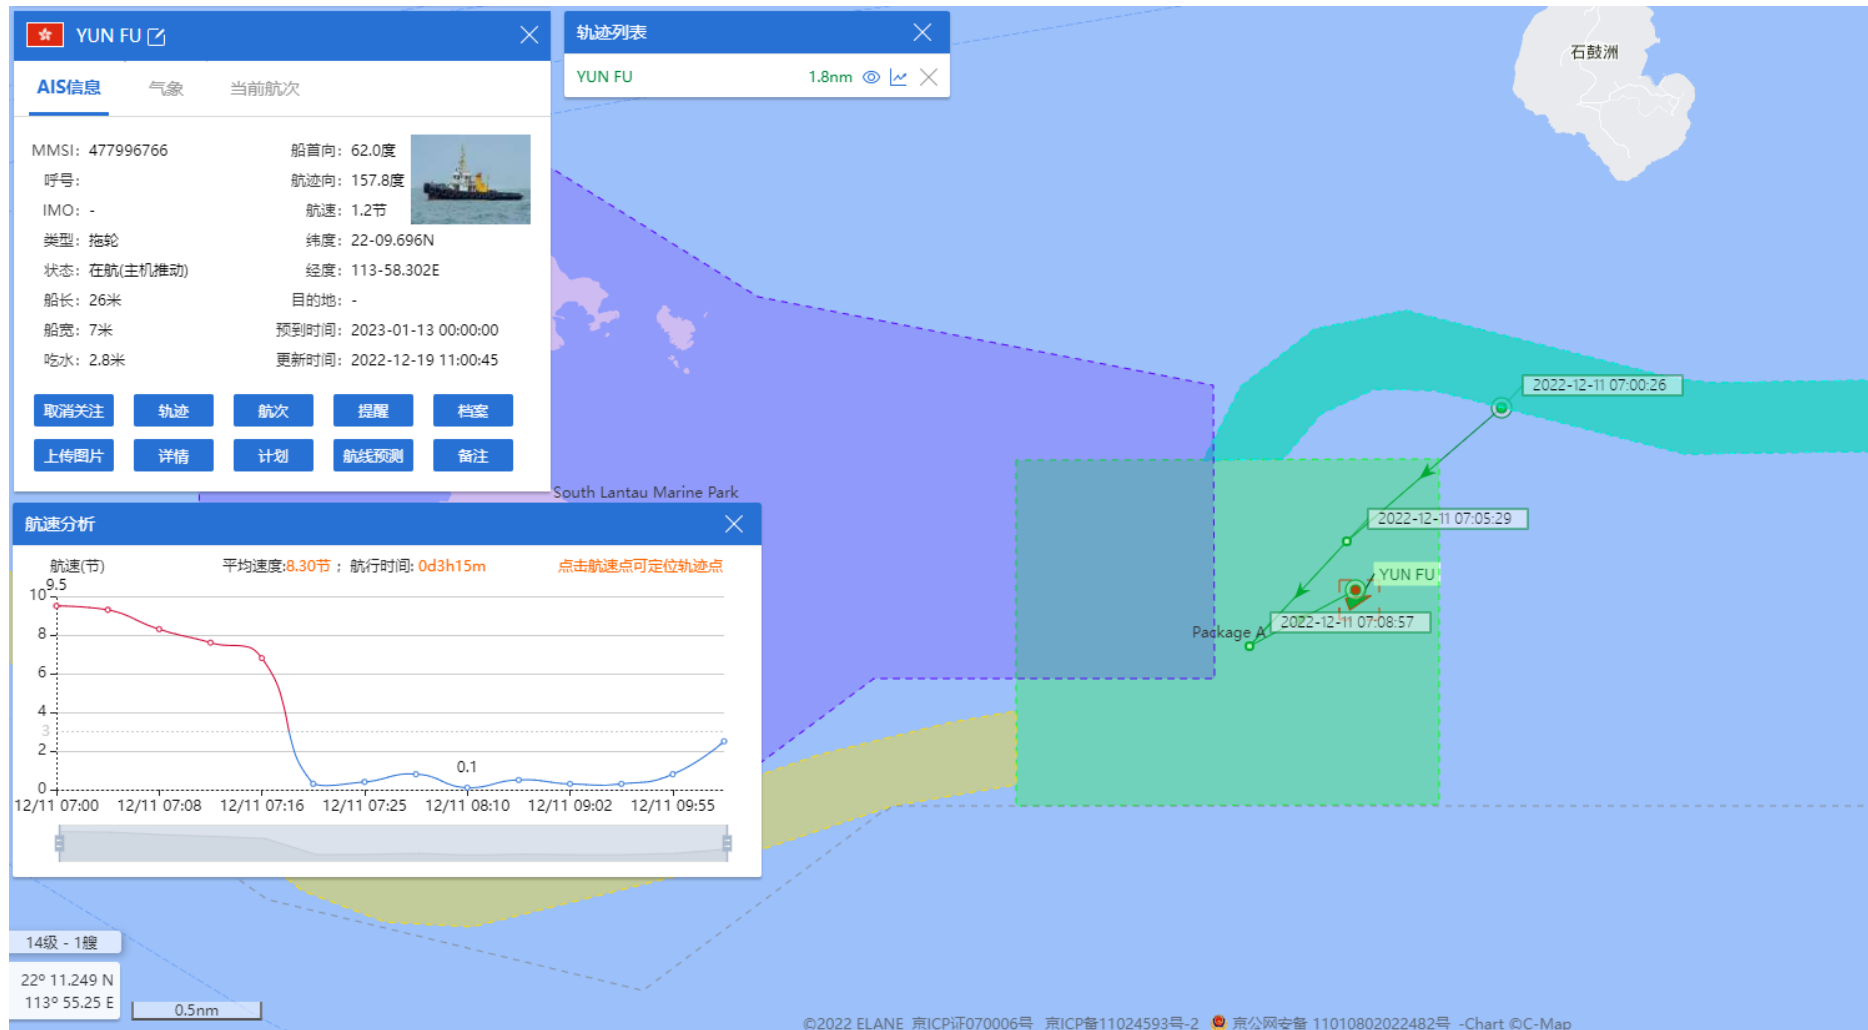 YUN FU
AIS信息 气象 当前航次
MMSI: 477996766 船首向: 62.0度
呼号: 航迹向: 157.8度
IMO: - 航速: 1.2节
类型: 拖轮 纬度: 22-09.696N
状态: 在航(主机推动) 经度: 113-58.302E
船长: 26米 目的地: -
船宽: 7米 预到时间: 2023-01-13 00:00:00
吃水: 2.8米 更新时间: 2022-12-19 11:00:45
取消关注 轨迹 航次 提醒 档案
上传图片 详情 计划 航线预测 备注
轨迹列表
YUN FU 1.8nm
石鼓洲
2022-12-11 07:00:26
2022-12-11 07:05:29
YUN FU
2022-12-11 07:08:57
Package A
South Lantau Marine Park
航速分析
航速(节) 平均速度:8.30节 ; 航行时间: 0d3h15m 点击航速点可定位轨迹点
9.5
10
8
6
4
3
2
0.1
0
12/11 07:00 12/11 07:08 12/11 07:16 12/11 07:25 12/11 08:10 12/11 09:02 12/11 09:55
14级 - 1艘
22º 11.249 N
113º 55.25 E
0.5nm
©2022 ELANE 京ICP证070006号 京ICP备11024593号-2 京公网安备 11010802022482号 -Chart ©C-Map